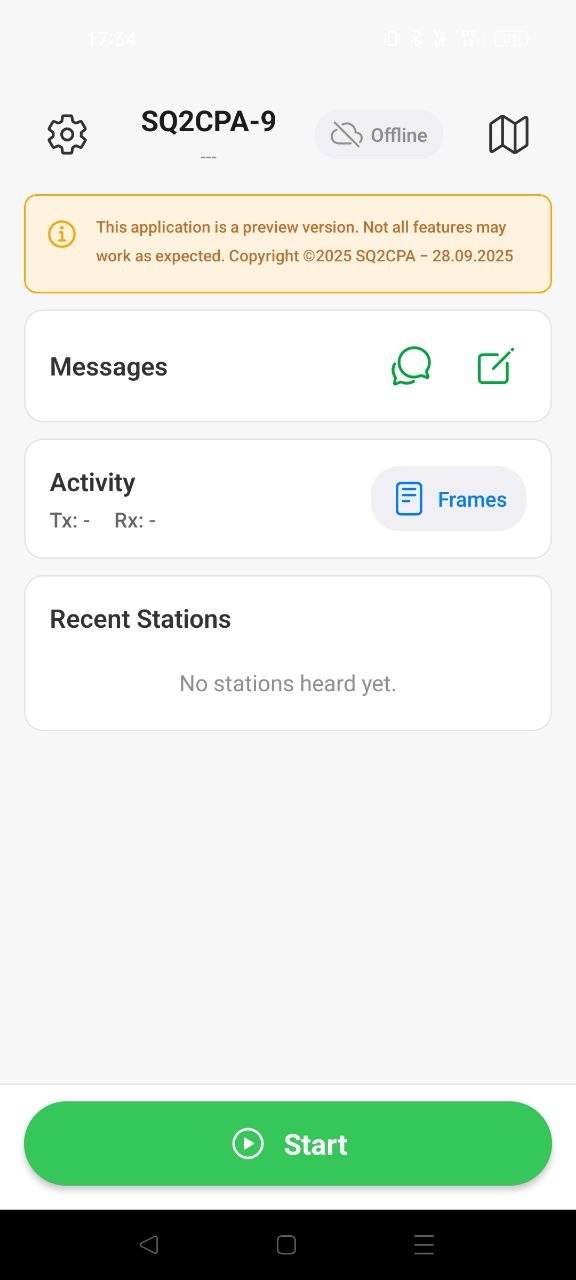 17:34
SQ2CPA-9
---
Offline
This application is a preview version. Not all features may
work as expected. Copyright ©2025 SQ2CPA - 28.09.2025
Messages
Activity
Tx: - Rx: -
Frames
Recent Stations
No stations heard yet.
Start